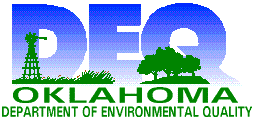 DEQ
OKLAHOMA
DEPARTMENT OF ENVIRONMENTAL QUALITY